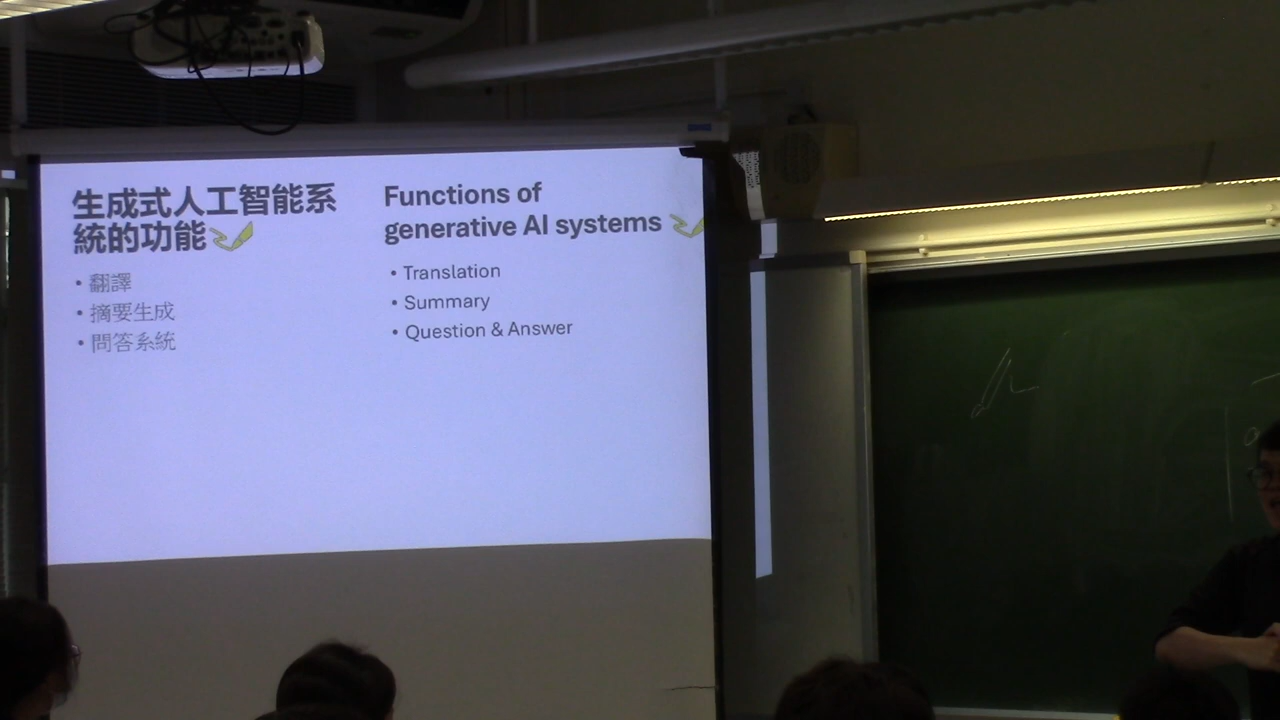 生成式人工智能系
統的功能
• 翻譯
• 摘要生成
• 問答系統
Functions of
generative AI systems
• Translation
• Summary
• Question & Answer